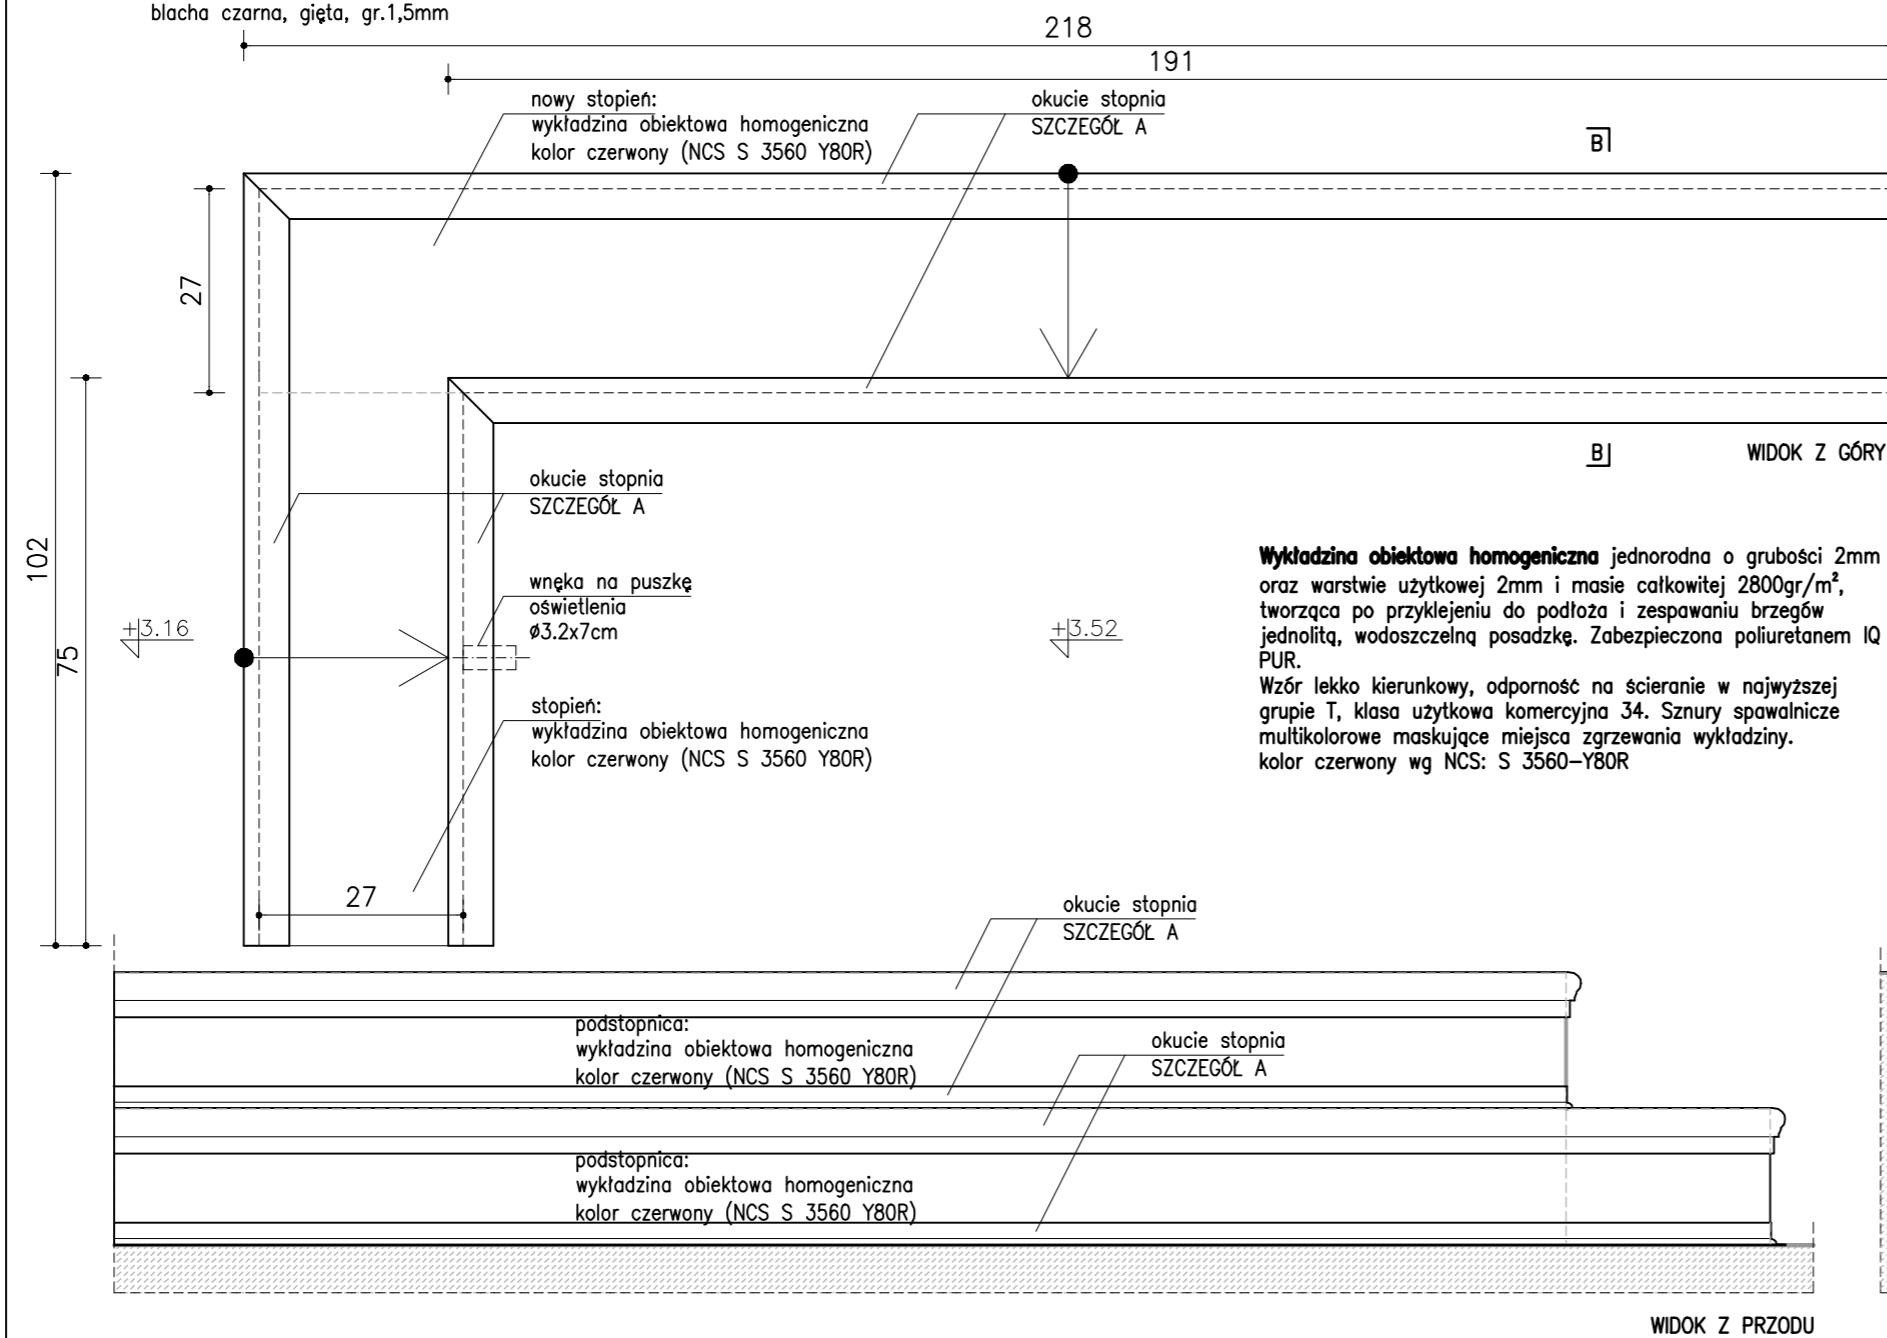 blacha czarna, gięta, gr.1,5mm
218
191
nowy stopień:
wykładzina obiektowa homogeniczna
kolor czerwony (NCS S 3560 Y80R)
okucie stopnia
SZCZEGÓŁ A
B
27
B
WIDOK Z GÓRY
okucie stopnia
SZCZEGÓŁ A
102
75
wnęka na puszkę
oświetlenia
ø3.2x7cm
+3.16
+3.52
Wykładzina obiektowa homogeniczna jednorodna o grubości 2mm
oraz warstwie użytkowej 2mm i masie całkowitej 2800gr/m²,
tworząca po przyklejeniu do podłoża i zespawaniu brzegów
jednolitą, wodoszczelną posadzkę. Zabezpieczona poliuretanem IQ
PUR.
Wzór lekko kierunkowy, odporność na ścieranie w najwyższej
grupie T, klasa użytkowa komercyjna 34. Sznury spawalnicze
multikolorowe maskujące miejsca zgrzewania wykładziny.
kolor czerwony wg NCS: S 3560-Y80R
stopień:
wykładzina obiektowa homogeniczna
kolor czerwony (NCS S 3560 Y80R)
27
okucie stopnia
SZCZEGÓŁ A
podstopnica:
wykładzina obiektowa homogeniczna
kolor czerwony (NCS S 3560 Y80R)
okucie stopnia
SZCZEGÓŁ A
podstopnica:
wykładzina obiektowa homogeniczna
kolor czerwony (NCS S 3560 Y80R)
WIDOK Z PRZODU